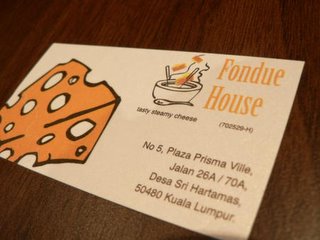 Fondue
House
tasty steamy cheese
(702529-H)
No 5, Plaza Prisma Ville,
Jalan 26A / 70A,
Desa Sri Hartamas,
50480 Kuala Lumpur.